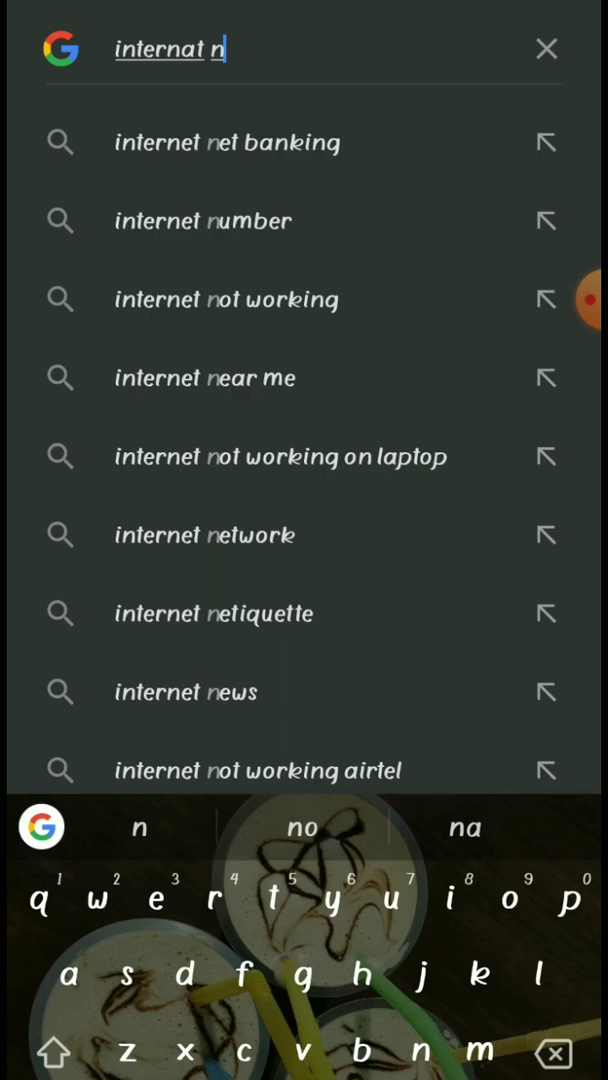 internat n
internet net banking
internet number
internet not working
internet near me
internet not working on laptop
internet network
internet netiquette
internet news
internet not working airtel
n no na
1 2 3 4 5 6 7 8 9 0
q w e r t y u i o p
a s d f g h j k l
z x c v b n m